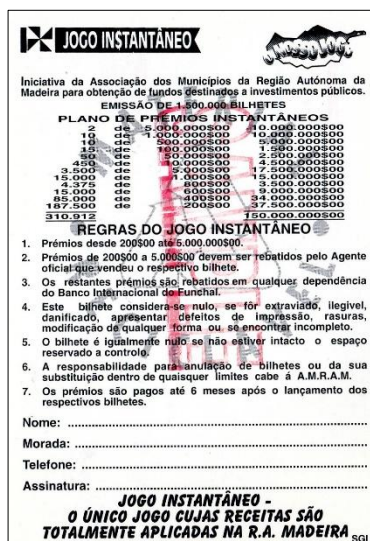 JOGO INSTANTÂNEO
O NOSSO JOGO
Iniciativa da Associação dos Municípios da Região Autónoma da
Madeira para obtenção de fundos destinados a investimentos públicos.
EMISSÃO DE 1.500.000 BILHETES
PLANO DE PRÉMIOS INSTANTÂNEOS
2 de 5.000.000$00 10.000.000$00
10 de 1.000.000$00 10.000.000$00
10 de 500.000$00 5.000.000$00
15 de 100.000$00 1.500.000$00
50 de 50.000$00 2.500.000$00
450 de 10.000$00 4.500.000$00
3.500 de 5.000$00 17.500.000$00
15.000 de 1.000$00 15.000.000$00
4.375 de 800$00 3.500.000$00
15.000 de 600$00 9.000.000$00
85.000 de 400$00 34.000.000$00
187.500 de 200$00 37.500.000$00
310.912 150.000.000$00
REGRAS DO JOGO INSTANTÂNEO
1. Prémios desde 200$00 até 5.000.000$00.
2. Prémios de 200$00 a 5.000$00 devem ser rebatidos pelo Agente
oficial que vendeu o respectivo bilhete.
3. Os restantes prémios são rebatidos em qualquer dependência
do Banco Internacional do Funchal.
4. Este bilhete considera-se nulo, se fôr extraviado, ilegível,
danificado, apresentar defeitos de impressão, rasuras,
modificação de qualquer forma ou se encontrar incompleto.
5. O bilhete é igualmente nulo se não estiver intacto o espaço
reservado a controlo.
6. A responsabilidade para anulação de bilhetes ou da sua
substituição dentro de quaisquer limites cabe á A.M.R.A.M.
7. Os prémios são pagos até 6 meses após o lançamento dos
respectivos bilhetes.
Nome:
Morada:
Telefone:
Assinatura:
JOGO INSTANTÂNEO -
O ÚNICO JOGO CUJAS RECEITAS SÃO
TOTALMENTE APLICADAS NA R.A. MADEIRA SGI